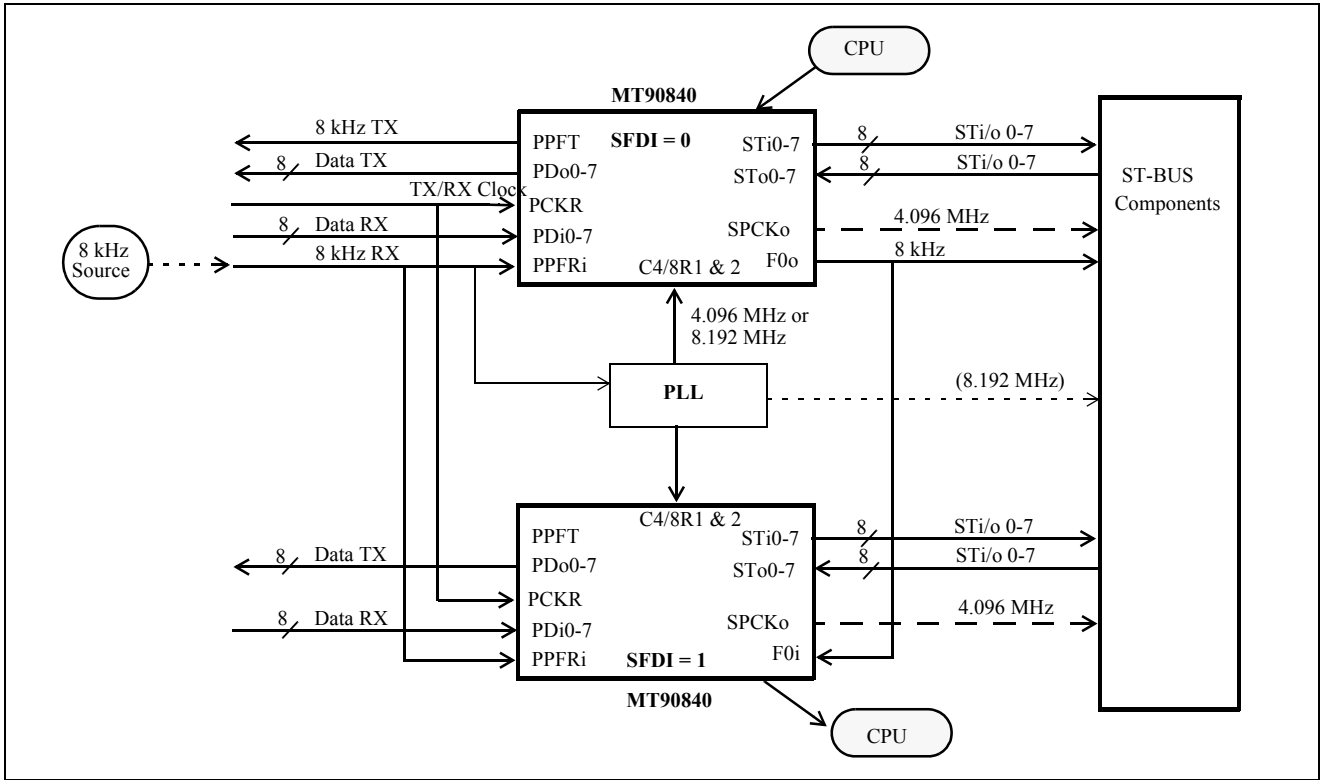 CPU
MT90840
8 kHz TX
PPFT
SFDI = 0
STi0-7
8
STi/o 0-7
8
Data TX
PDo0-7
STo0-7
8
STi/o 0-7
ST-BUS
Components
TX/RX Clock
PCKR
8
Data RX
PDi0-7
SPCKo
4.096 MHz
8 kHz
Source
8 kHz RX
PPFRi
C4/8R1 & 2
F0o
8 kHz
4.096 MHz or
8.192 MHz
PLL
(8.192 MHz)
C4/8R1 & 2
PPFT
STi0-7
8
STi/o 0-7
8
Data TX
PDo0-7
STo0-7
8
STi/o 0-7
PCKR
8
Data RX
PDi0-7
SPCKo
4.096 MHz
PPFRi
SFDI = 1
F0i
MT90840
CPU